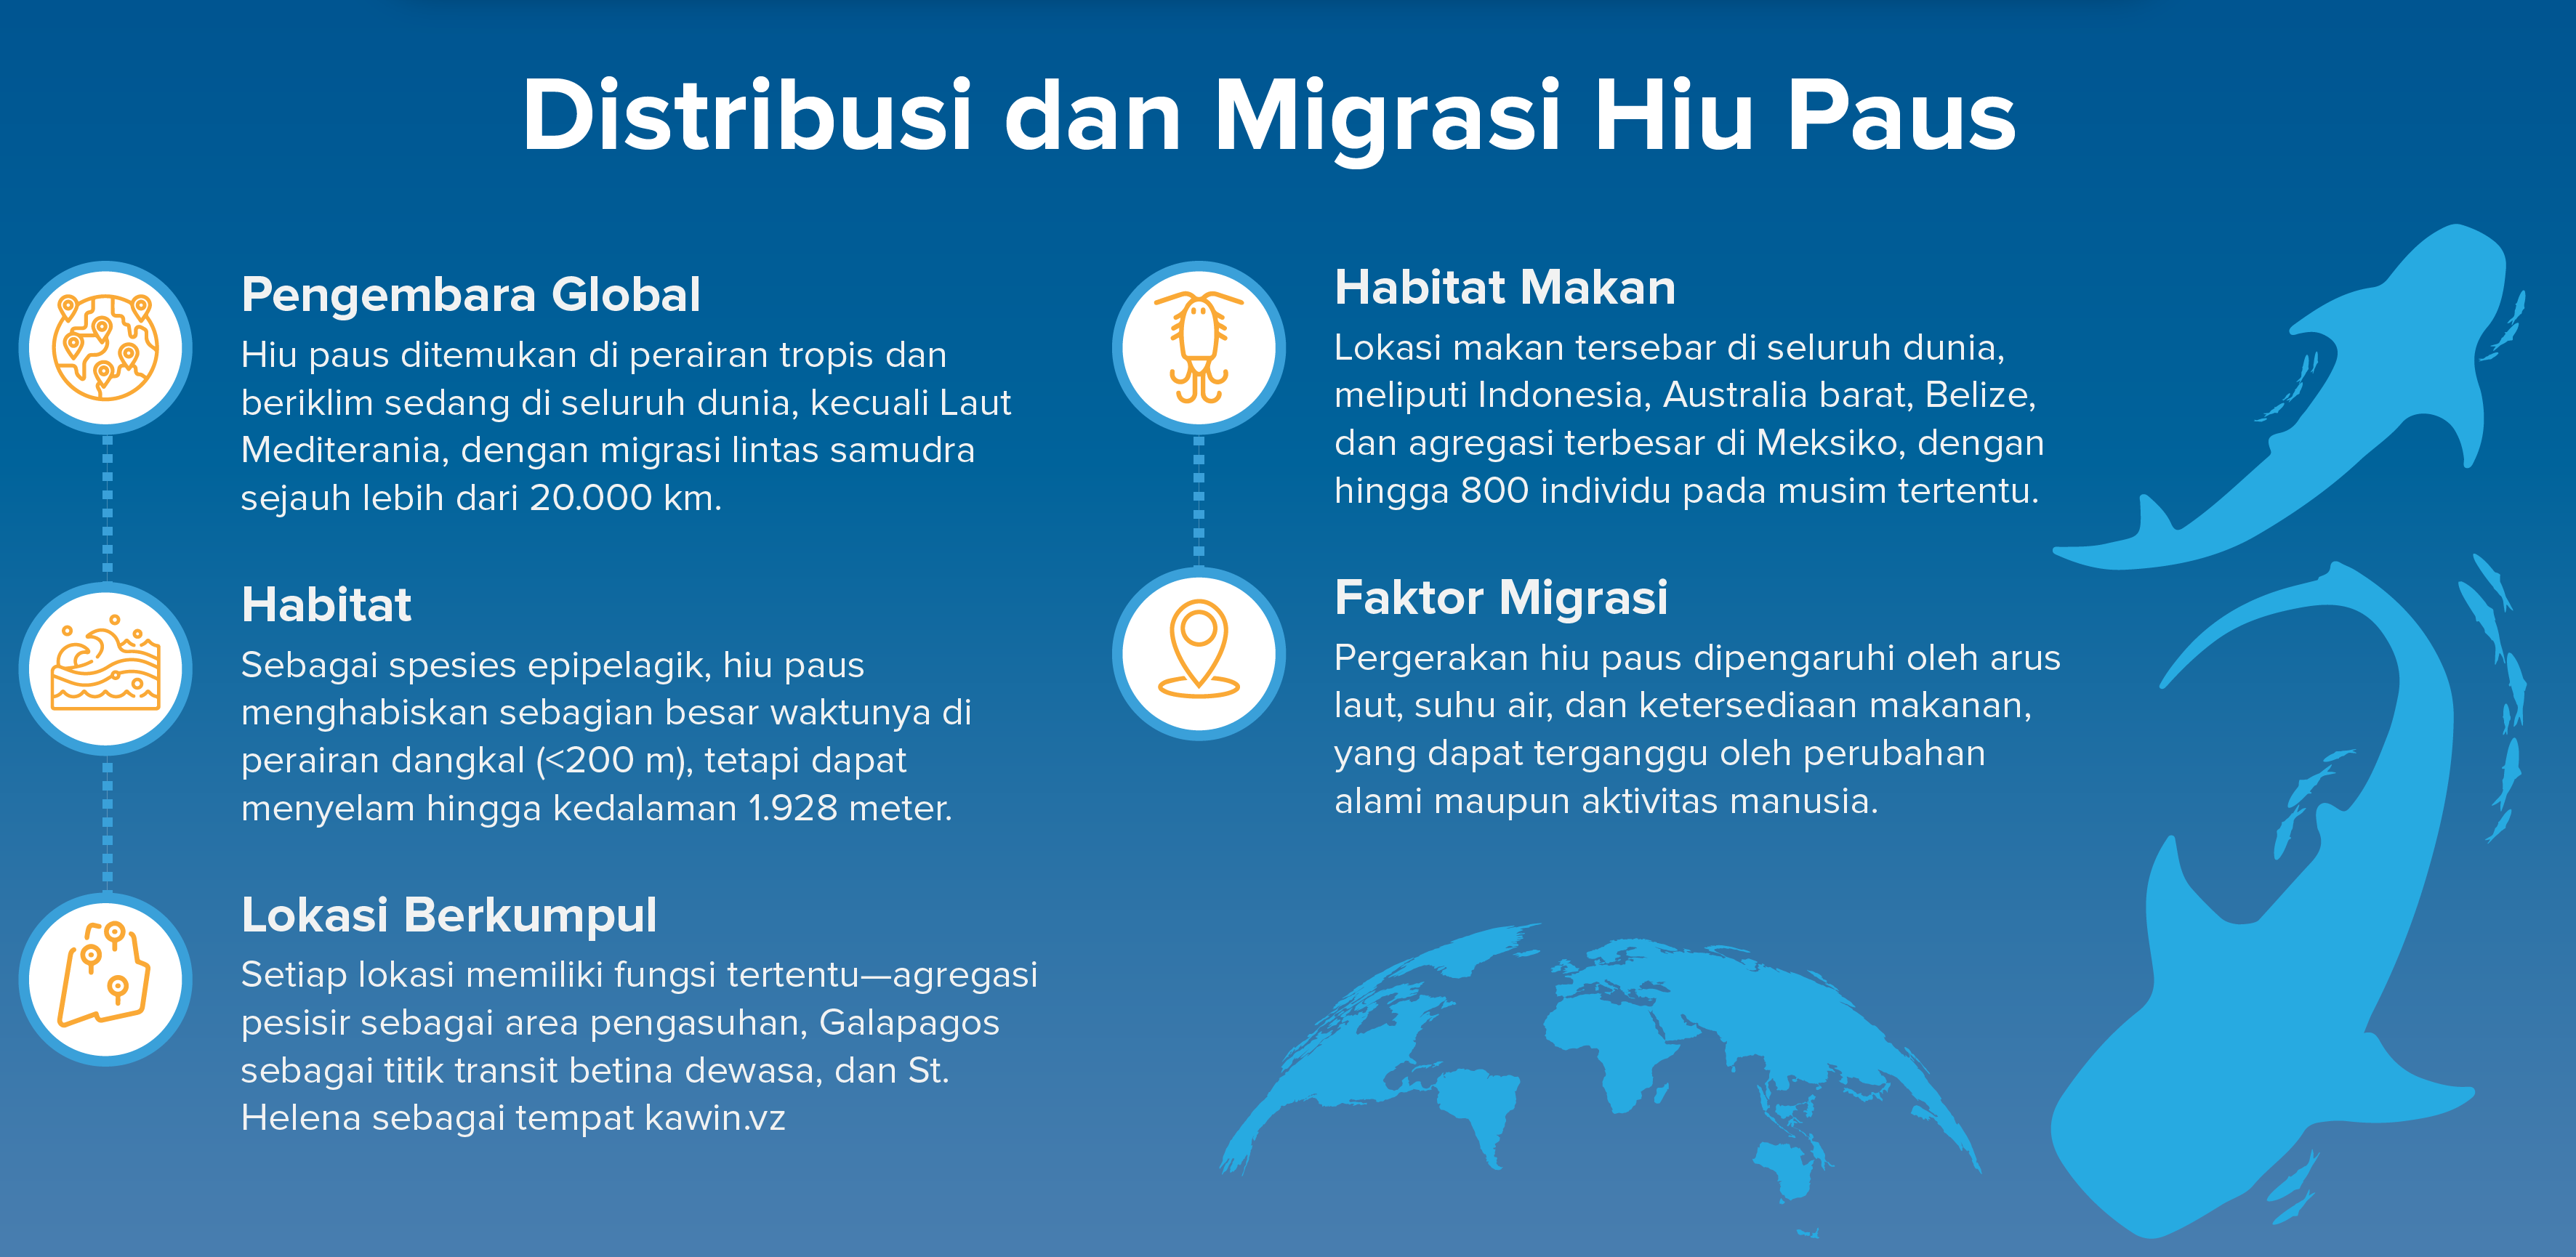 Distribusi dan Migrasi Hiu Paus
Pengembara Global
Hiu paus ditemukan di perairan tropis dan
beriklim sedang di seluruh dunia, kecuali Laut
Mediterania, dengan migrasi lintas samudra
sejauh lebih dari 20.000 km.
Habitat
Sebagai spesies epipelagik, hiu paus
menghabiskan sebagian besar waktunya di
perairan dangkal (<200 m), tetapi dapat
menyelam hingga kedalaman 1.928 meter.
Lokasi Berkumpul
Setiap lokasi memiliki fungsi tertentu—agregasi
pesisir sebagai area pengasuhan, Galapagos
sebagai titik transit betina dewasa, dan St.
Helena sebagai tempat kawin.vz
Habitat Makan
Lokasi makan tersebar di seluruh dunia,
meliputi Indonesia, Australia barat, Belize,
dan agregasi terbesar di Meksiko, dengan
hingga 800 individu pada musim tertentu.
Faktor Migrasi
Pergerakan hiu paus dipengaruhi oleh arus
laut, suhu air, dan ketersediaan makanan,
yang dapat terganggu oleh perubahan
alami maupun aktivitas manusia.